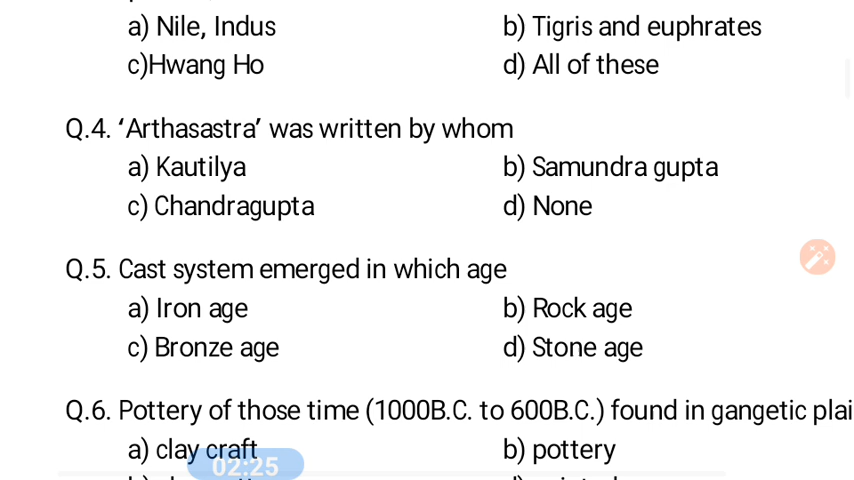 a) Nile, Indus b) Tigris and euphrates
c)Hwang Ho d) All of these
Q.4. ‘Arthasastra’ was written by whom
a) Kautilya b) Samundra gupta
c) Chandragupta d) None
Q.5. Cast system emerged in which age
a) Iron age b) Rock age
c) Bronze age d) Stone age
Q.6. Pottery of those time (1000B.C. to 600B.C.) found in gangetic plai
a) clay craft b) pottery
02:25